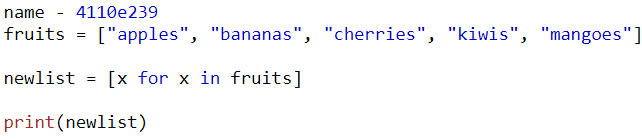 name - 4110e239
fruits = ["apples", "bananas", "cherries", "kiwis", "mangoes"]
newlist = [x for x in fruits]
print(newlist)